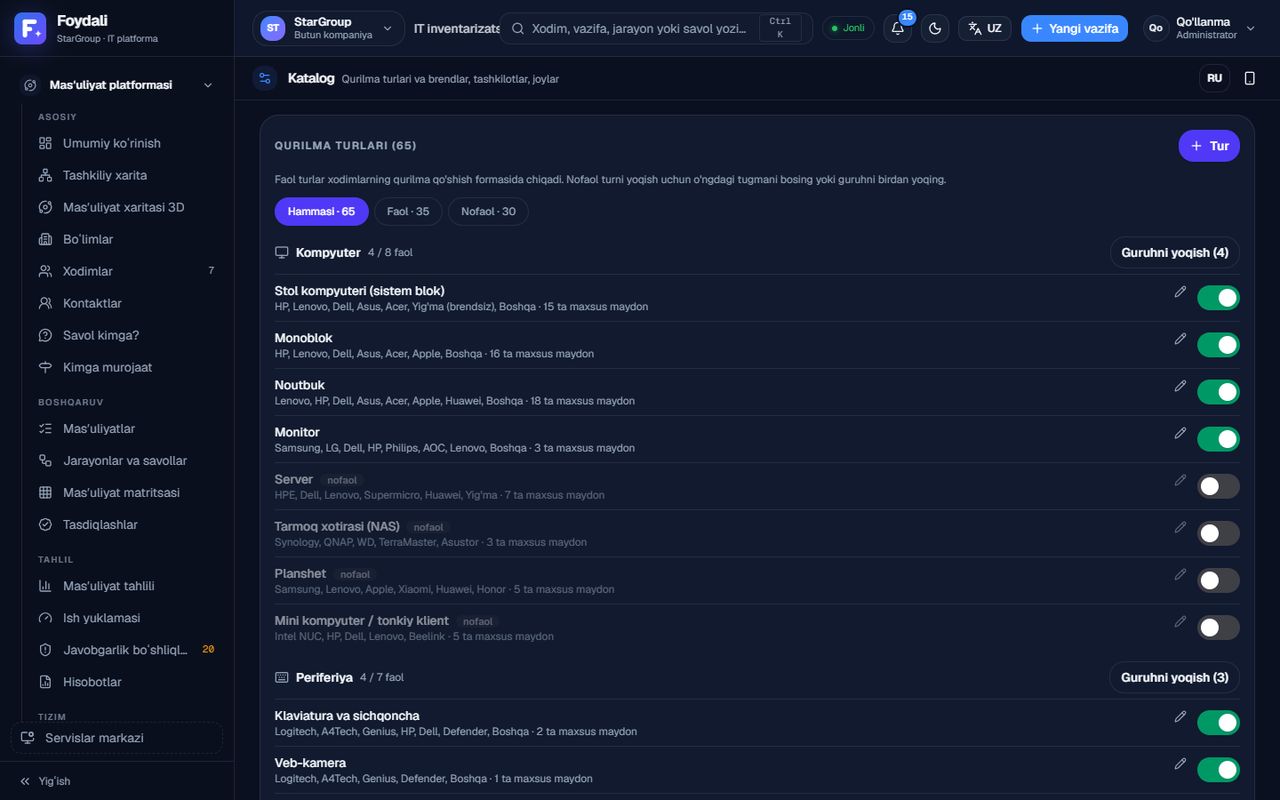 Foydali
StarGroup · IT platforma
ST
StarGroup
Butun kompaniya
IT inventarizats
Xodim, vazifa, jarayon yoki savol yozi...
Ctrl K
Jonli
15
UZ
+ Yangi vazifa
Qo
Qo'llanma
Administrator
Mas'uliyat platformasi
ASOSIY
Umumiy ko'rinish
Tashkiliy xarita
Mas'uliyat xaritasi 3D
Bo'limlar
Xodimlar 7
Kontaktlar
Savol kimga?
Kimga murojaat
BOSHQARUV
Mas'uliyatlar
Jarayonlar va savollar
Mas'uliyat matritsasi
Tasdiqlashlar
TAHLIL
Mas'uliyat tahlili
Ish yuklamasi
Javobgarlik bo'shliql... 20
Hisobotlar
TIZIM
Servislar markazi
Yig'ish
Katalog Qurilma turlari va brendlar, tashkilotlar, joylar
RU
QURILMA TURLARI (65)
+ Tur
Faol turlar xodimlarning qurilma qo'shish formasida chiqadi. Nofaol turni yoqish uchun o'ngdagi tugmani bosing yoki guruhni birdan yoqing.
Hammasi · 65
Faol · 35
Nofaol · 30
Kompyuter 4 / 8 faol
Guruhni yoqish (4)
Stol kompyuteri (sistem blok)
HP, Lenovo, Dell, Asus, Acer, Yig'ma (brendsiz), Boshqa · 15 ta maxsus maydon
Monoblok
HP, Lenovo, Dell, Asus, Acer, Apple, Boshqa · 16 ta maxsus maydon
Noutbuk
Lenovo, HP, Dell, Asus, Acer, Apple, Huawei, Boshqa · 18 ta maxsus maydon
Monitor
Samsung, LG, Dell, HP, Philips, AOC, Lenovo, Boshqa · 3 ta maxsus maydon
Server nofaol
HPE, Dell, Lenovo, Supermicro, Huawei, Yig'ma · 7 ta maxsus maydon
Tarmoq xotirasi (NAS) nofaol
Synology, QNAP, WD, TerraMaster, Asustor · 3 ta maxsus maydon
Planshet nofaol
Samsung, Lenovo, Apple, Xiaomi, Huawei, Honor · 5 ta maxsus maydon
Mini kompyuter / tonkiy klient nofaol
Intel NUC, HP, Dell, Lenovo, Beelink · 5 ta maxsus maydon
Periferiya 4 / 7 faol
Guruhni yoqish (3)
Klaviatura va sichqoncha
Logitech, A4Tech, Genius, HP, Dell, Defender, Boshqa · 2 ta maxsus maydon
Veb-kamera
Logitech, A4Tech, Genius, Defender, Boshqa · 1 ta maxsus maydon